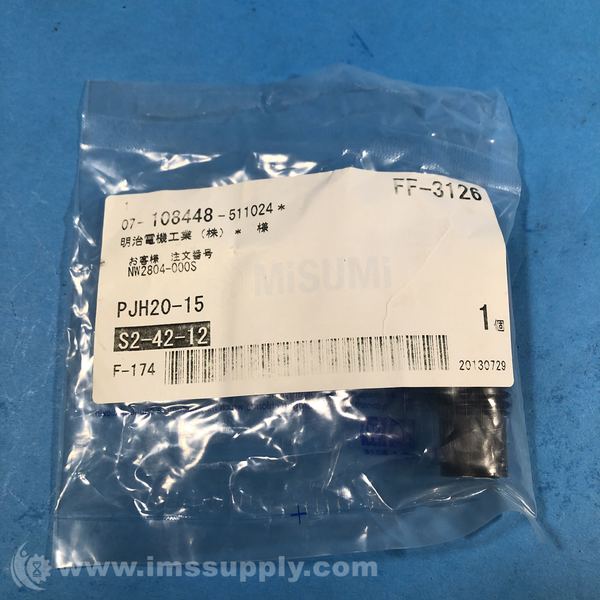 FF-3126
07- 108448 -511024 *
明治電機工業 (株) * 様
お客様 注文番号
NW2804-000S
MiSUMi
PJH20-15
1 個
S2-42-12
F-174
20130729
www.imssupply.com